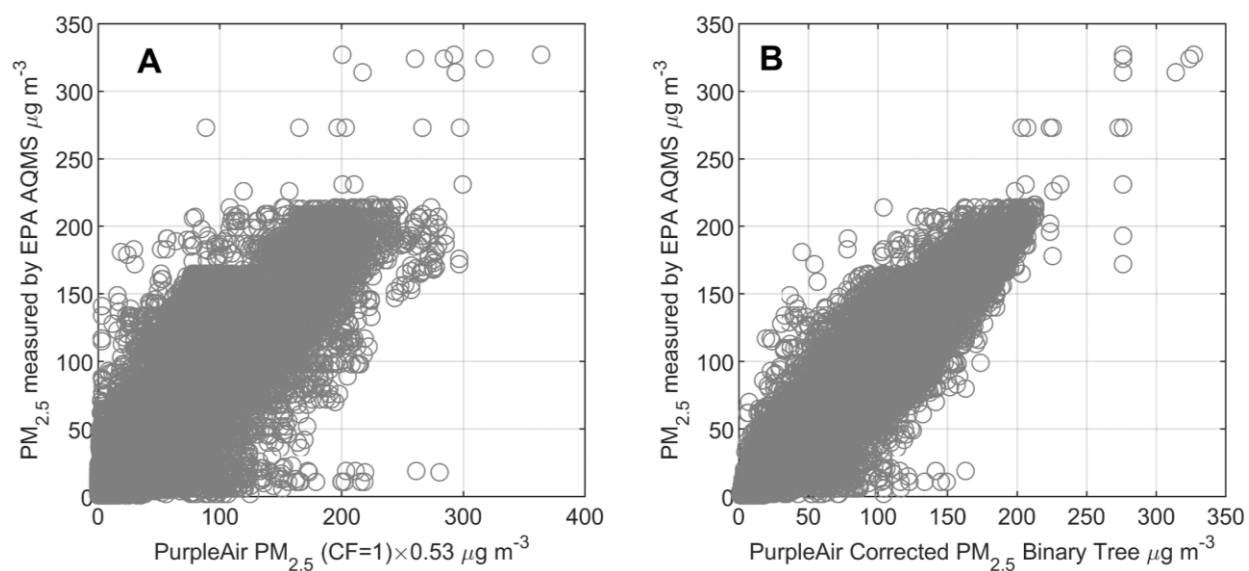 A
350
300
250
200
150
100
50
0
PM2.5 measured by EPA AQMS μg m-3
0 100 200 300 400
PurpleAir PM2.5 (CF=1)×0.53 μg m-3
B
350
300
250
200
150
100
50
0
PM2.5 measured by EPA AQMS μg m-3
0 50 100 150 200 250 300 350
PurpleAir Corrected PM2.5 Binary Tree μg m-3